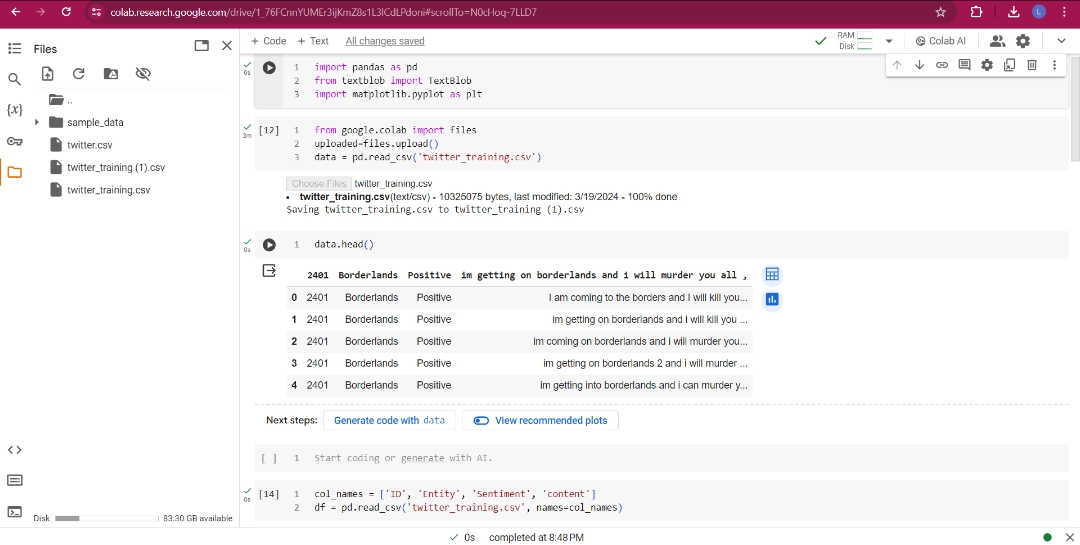 colab.research.google.com/drive/1_76FCnnYUMEr3ijKmZ8s1L3lCdLPdoni#scrollTo=N0cHoq-7LLD7
L
Files
+ Code + Text All changes saved
RAM
Disk
Colab AI
..
sample_data
twitter.csv
twitter_training (1).csv
twitter_training.csv
{x}
Disk 83.30 GB available
0s
1 import pandas as pd
2 from textblob import TextBlob
3 import matplotlib.pyplot as plt
3m
[12] 1 from google.colab import files
2 uploaded=files.upload()
3 data = pd.read_csv('twitter_training.csv')
Choose Files twitter_training.csv
• twitter_training.csv(text/csv) - 10325075 bytes, last modified: 3/19/2024 - 100% done
Saving twitter_training.csv to twitter_training (1).csv
0s
1 data.head()
2401 Borderlands Positive im getting on borderlands and i will murder you all ,
0 2401 Borderlands Positive I am coming to the borders and I will kill you...
1 2401 Borderlands Positive im getting on borderlands and i will kill you ...
2 2401 Borderlands Positive im coming on borderlands and i will murder you...
3 2401 Borderlands Positive im getting on borderlands 2 and i will murder ...
4 2401 Borderlands Positive im getting into borderlands and i can murder y...
Next steps: Generate code with data View recommended plots
[ ] 1 Start coding or generate with AI.
0s
[14] 1 col_names = ['ID', 'Entity', 'Sentiment', 'content']
2 df = pd.read_csv('twitter_training.csv', names=col_names)
0s completed at 8:48 PM